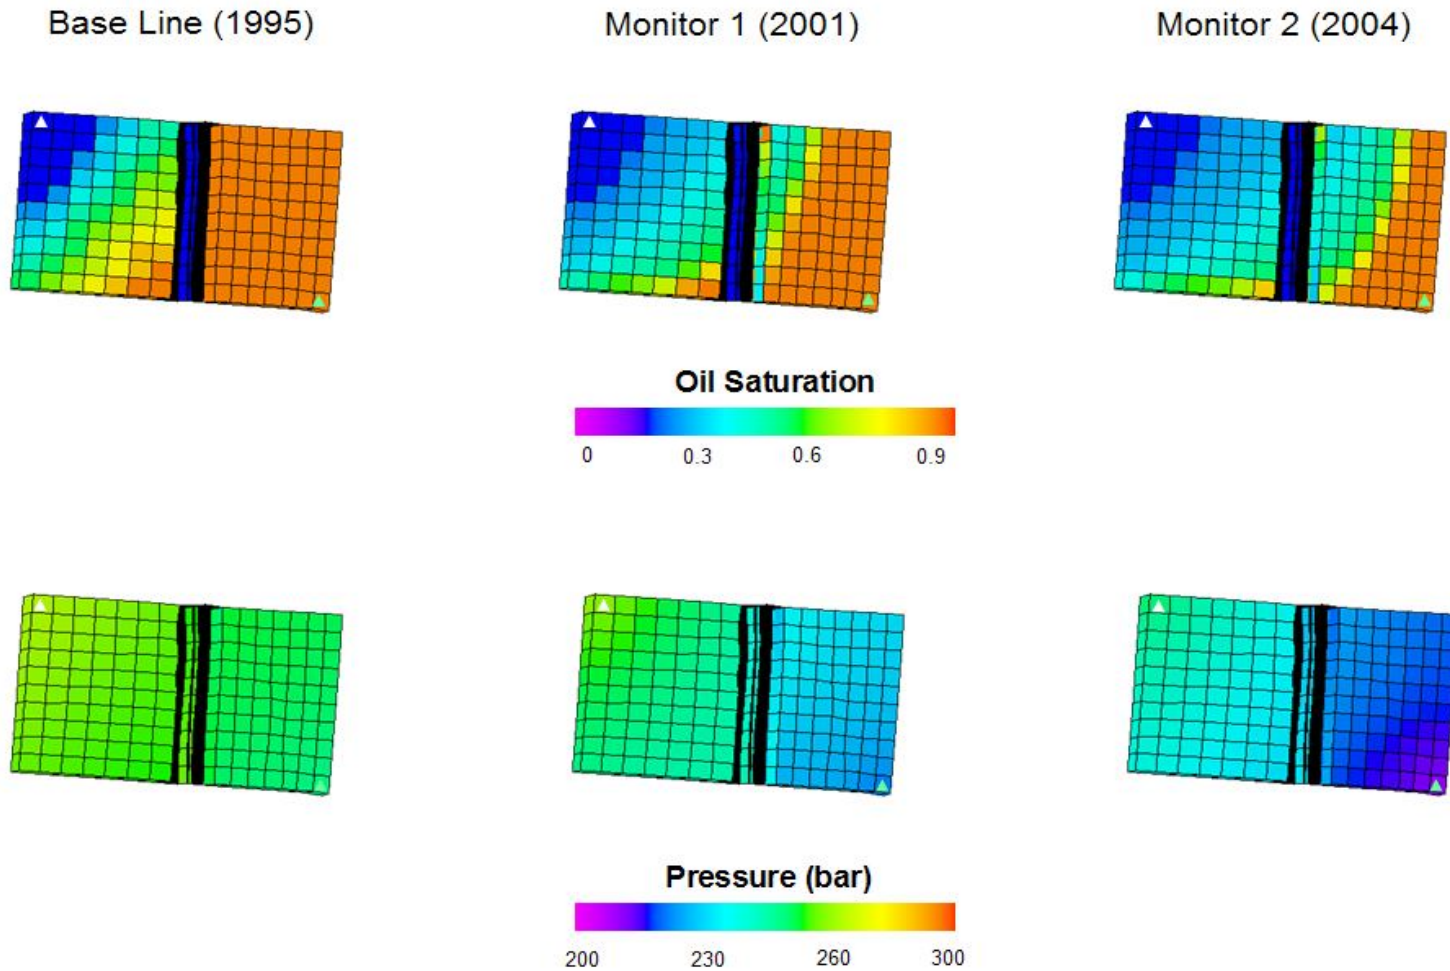 Base Line (1995) Monitor 1 (2001) Monitor 2 (2004)
Oil Saturation
0 0.3 0.6 0.9
Pressure (bar)
200 230 260 300